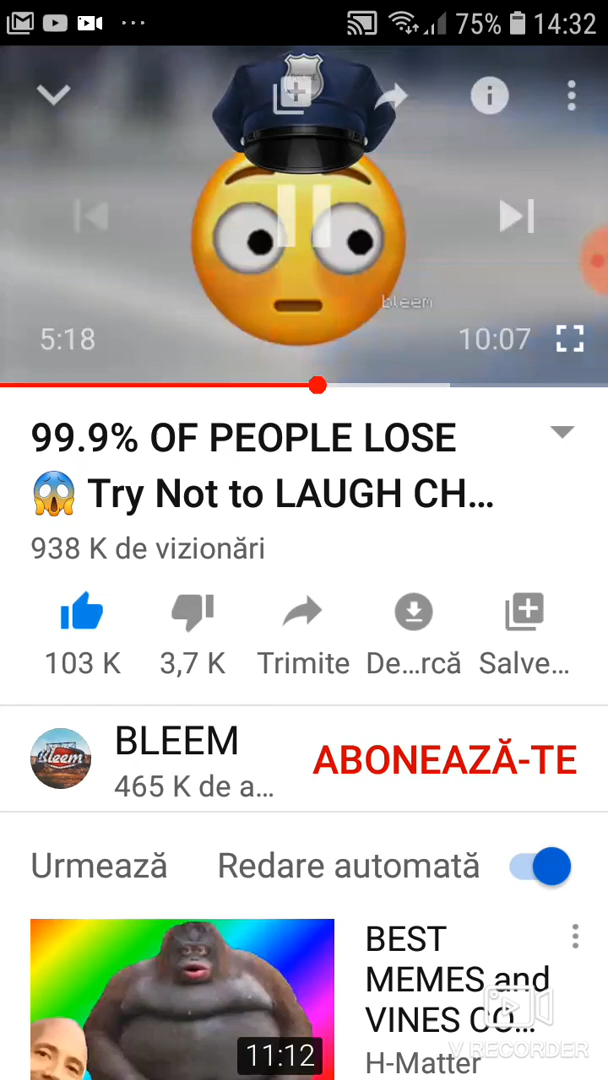 75% 14:32
bleem
5:18 10:07
99.9% OF PEOPLE LOSE
😱 Try Not to LAUGH CH...
938 K de vizionări
103 K 3,7 K Trimite De...rcă Salve...
Bleem
BLEEM
465 K de a...
ABONEAZĂ-TE
Urmează Redare automată
BEST
MEMES and
VINES CO...
H-Matter
11:12
V RECORDER